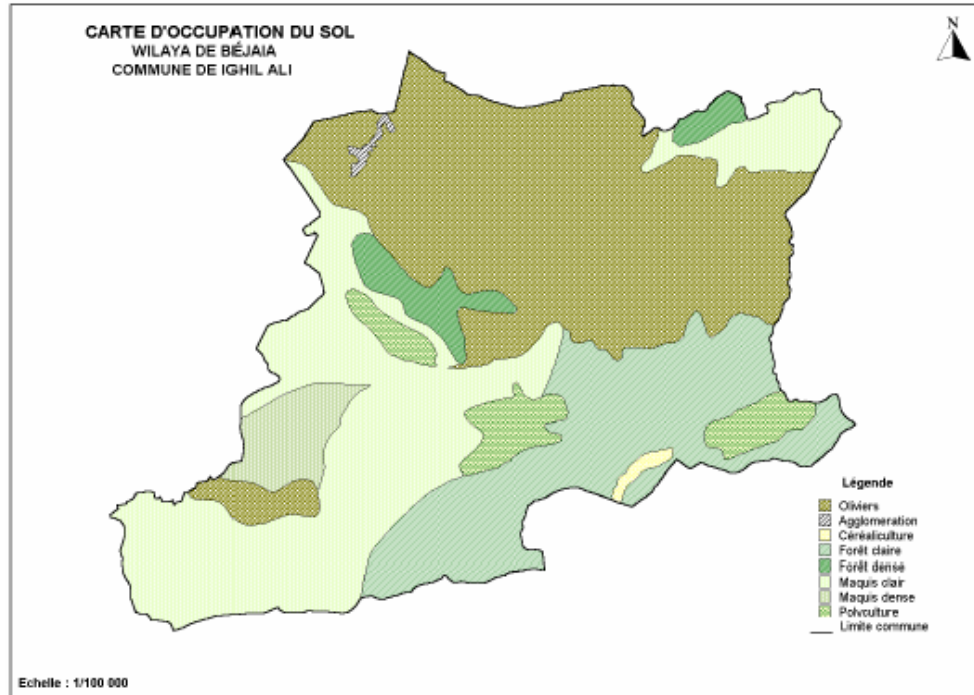 CARTE D'OCCUPATION DU SOL
WILAYA DE BÉJAIA
COMMUNE DE IGHIL ALI
N
Légende
Oliviers
Agglomeration
Céréaliculture
Forêt claire
Forêt dense
Maquis clair
Maquis dense
Polyculture
Limite commune
Echelle : 1/100 000